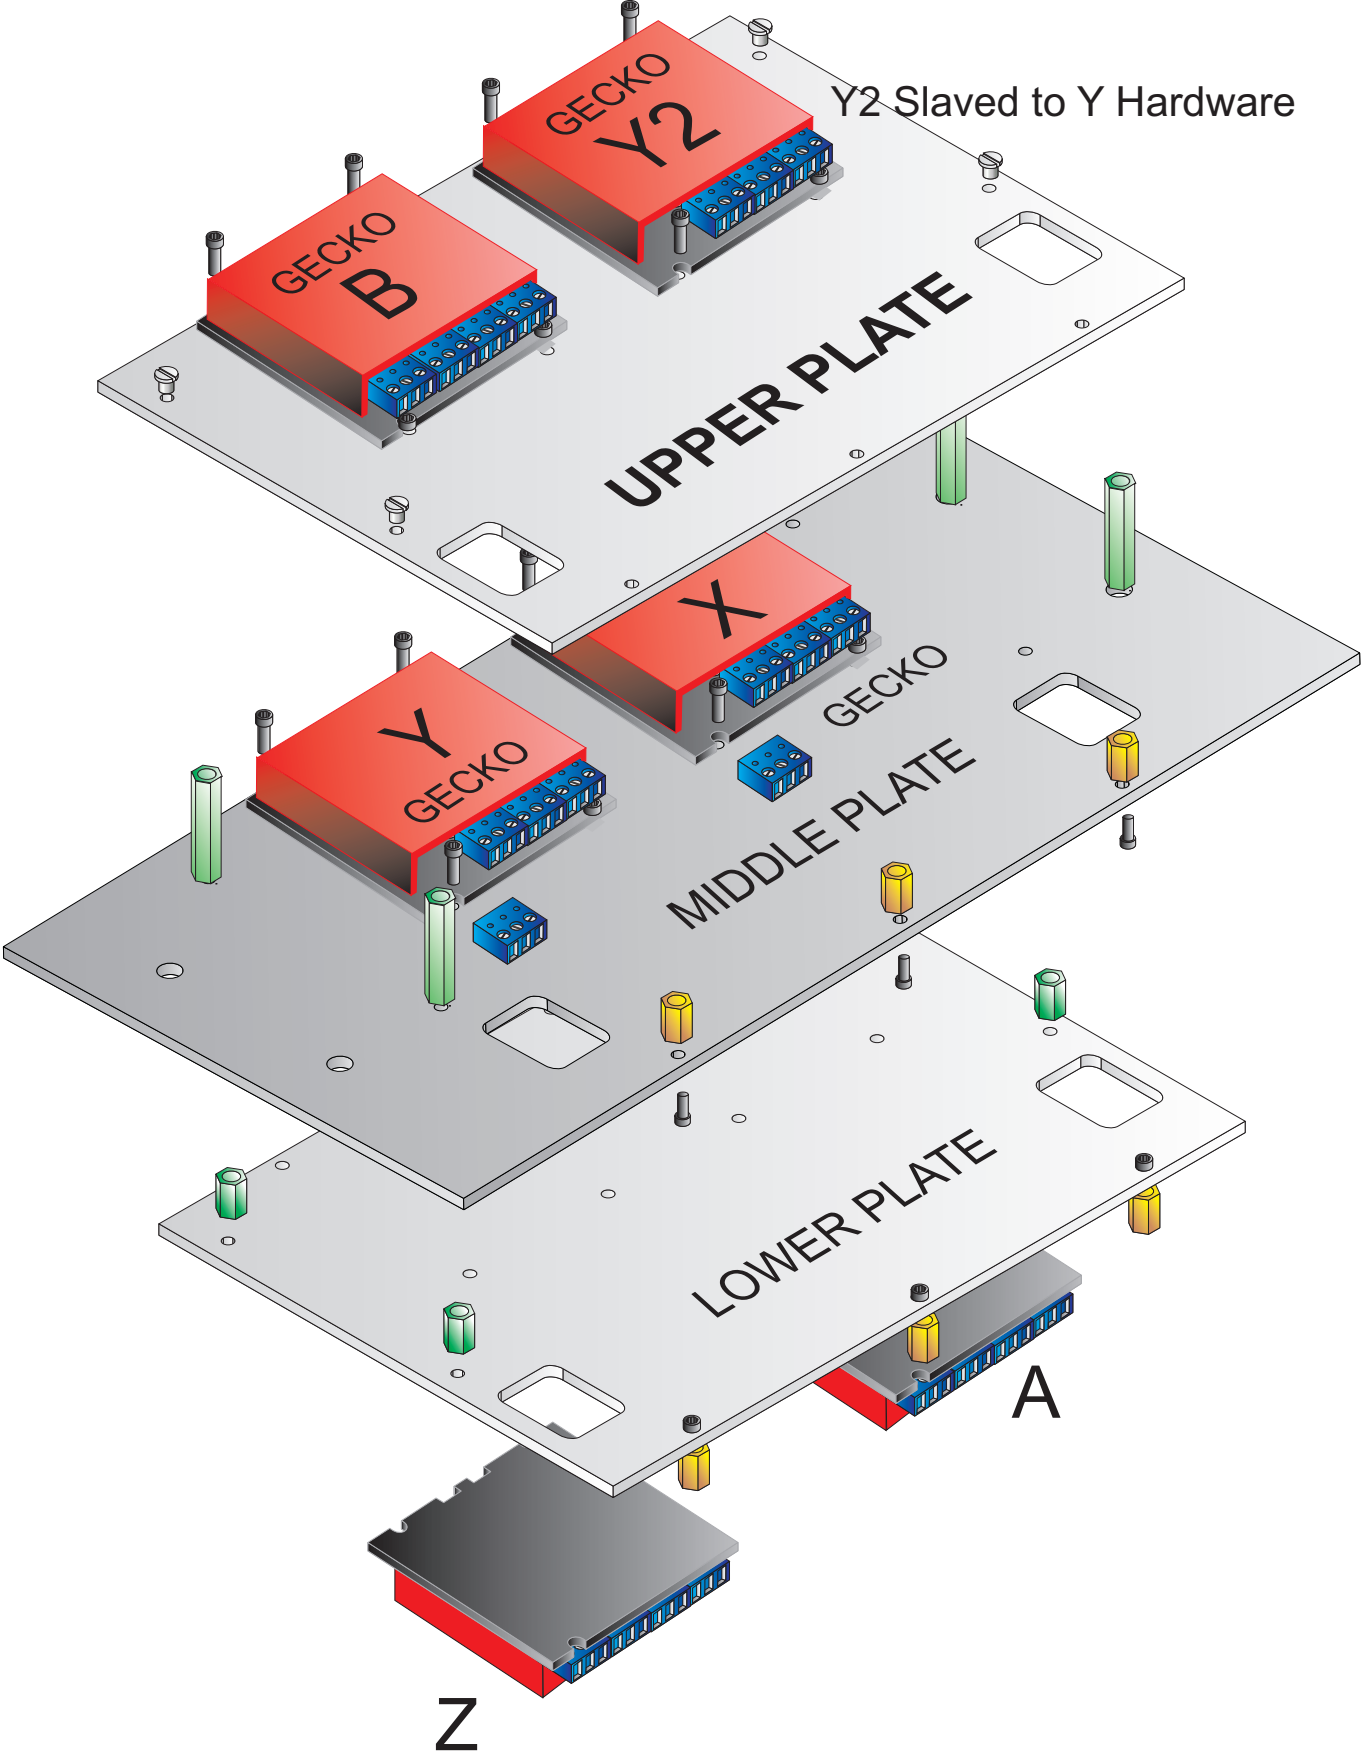 GECKO
Y2
Y2 Slaved to Y Hardware
GECKO
B
UPPER PLATE
X
GECKO
Y
GECKO
MIDDLE PLATE
LOWER PLATE
A
Z